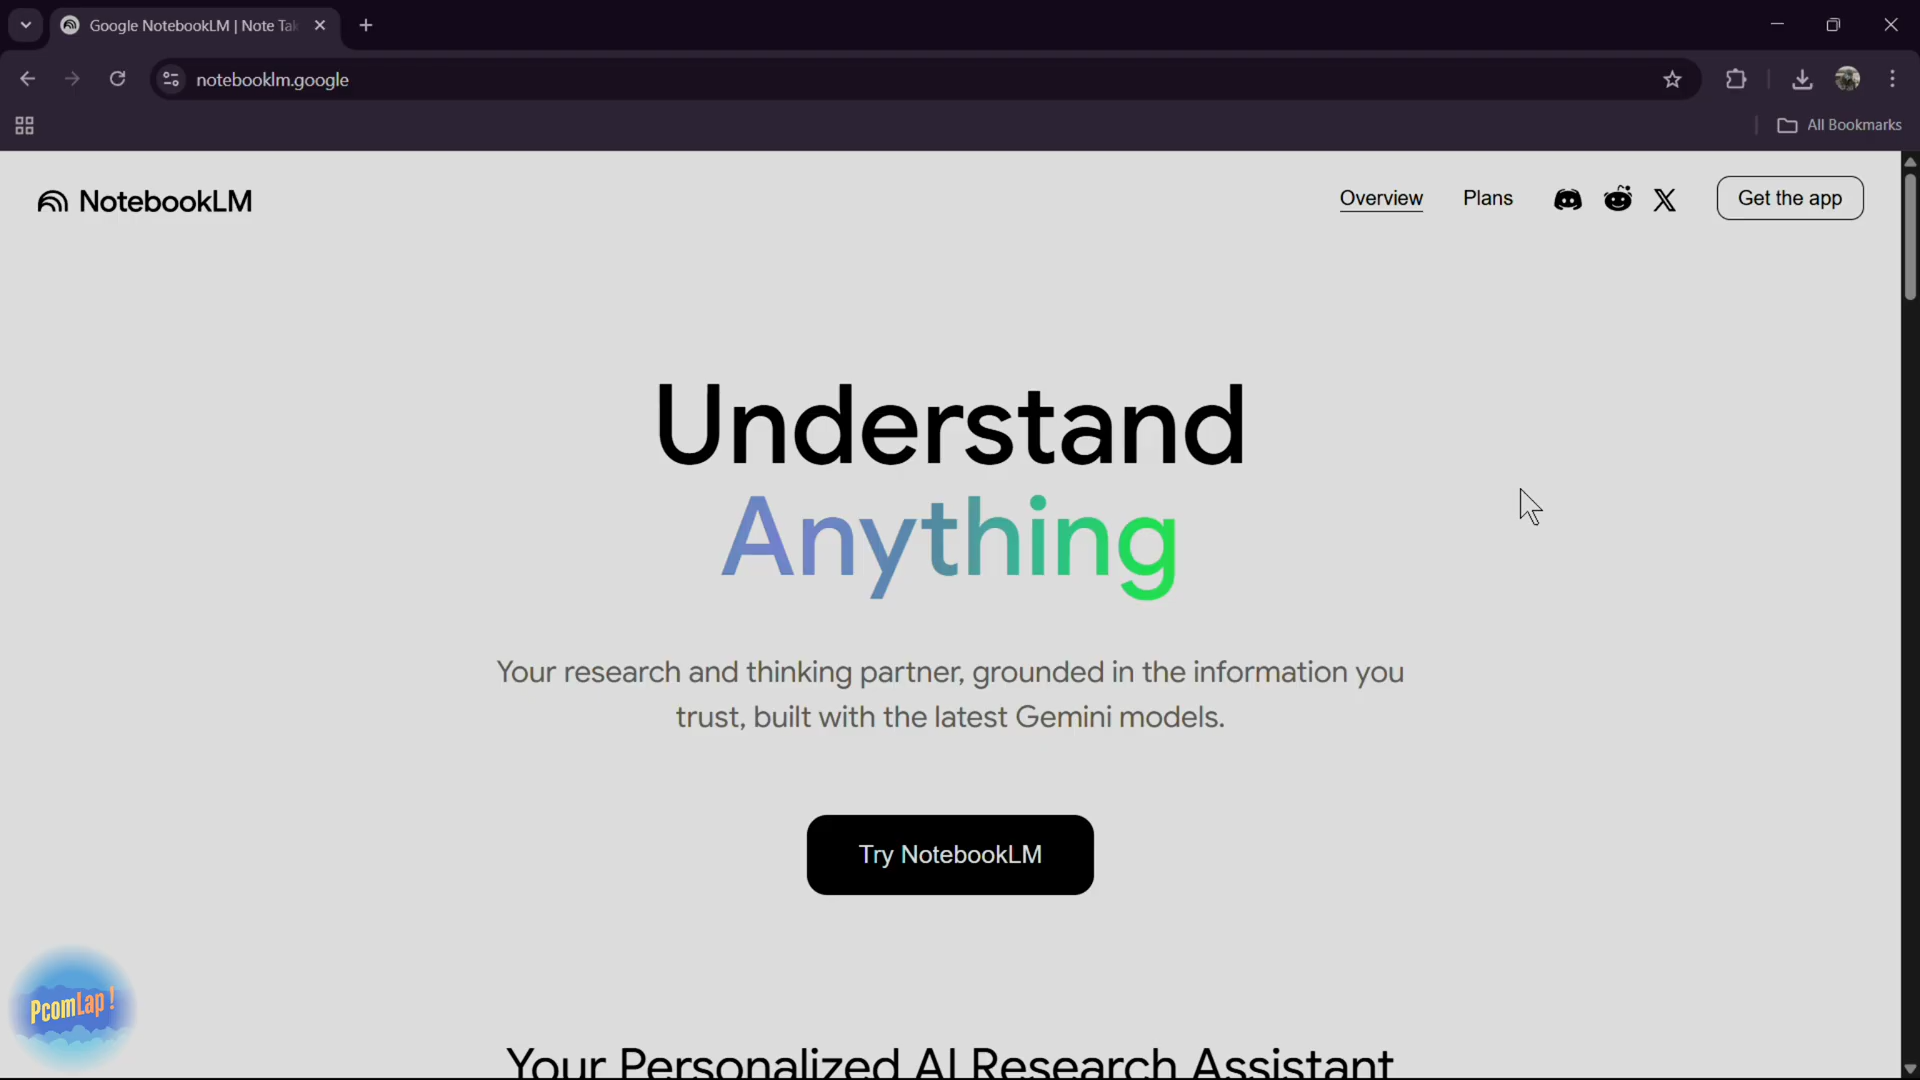 Google NotebookLM | Note Tak
notebooklm.google
All Bookmarks
NotebookLM
Overview
Plans
Get the app
Understand
Anything
Your research and thinking partner, grounded in the information you
trust, built with the latest Gemini models.
Try NotebookLM
PcomLap !
Your Personalized AI Research Assistant